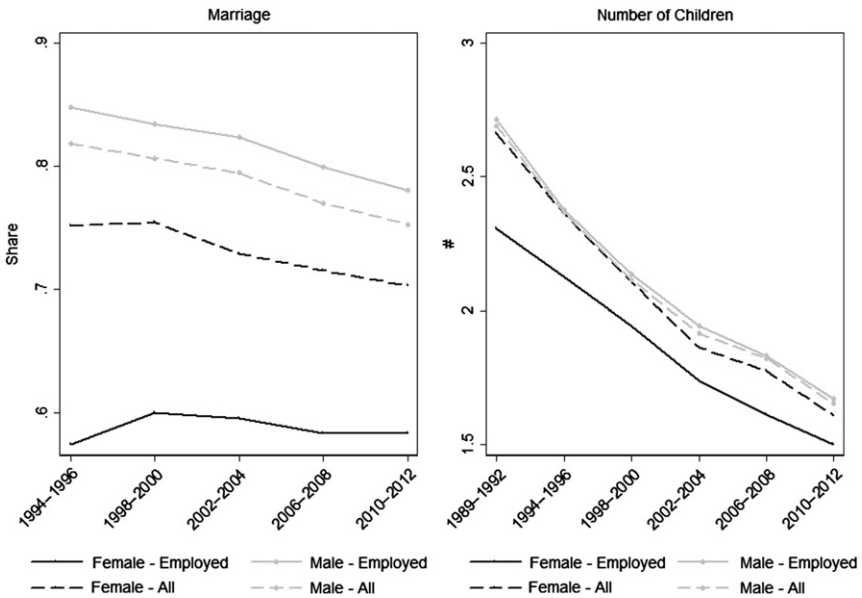 Marriage
.9
.8
.7
.6
Share
1994–1996
1998–2000
2002–2004
2006–2008
2010–2012
Female - Employed
Male - Employed
Female - All
Male - All
Number of Children
3
2.5
2
1.5
#
1989–1992
1994–1996
1998–2000
2002–2004
2006–2008
2010–2012
Female - Employed
Male - Employed
Female - All
Male - All